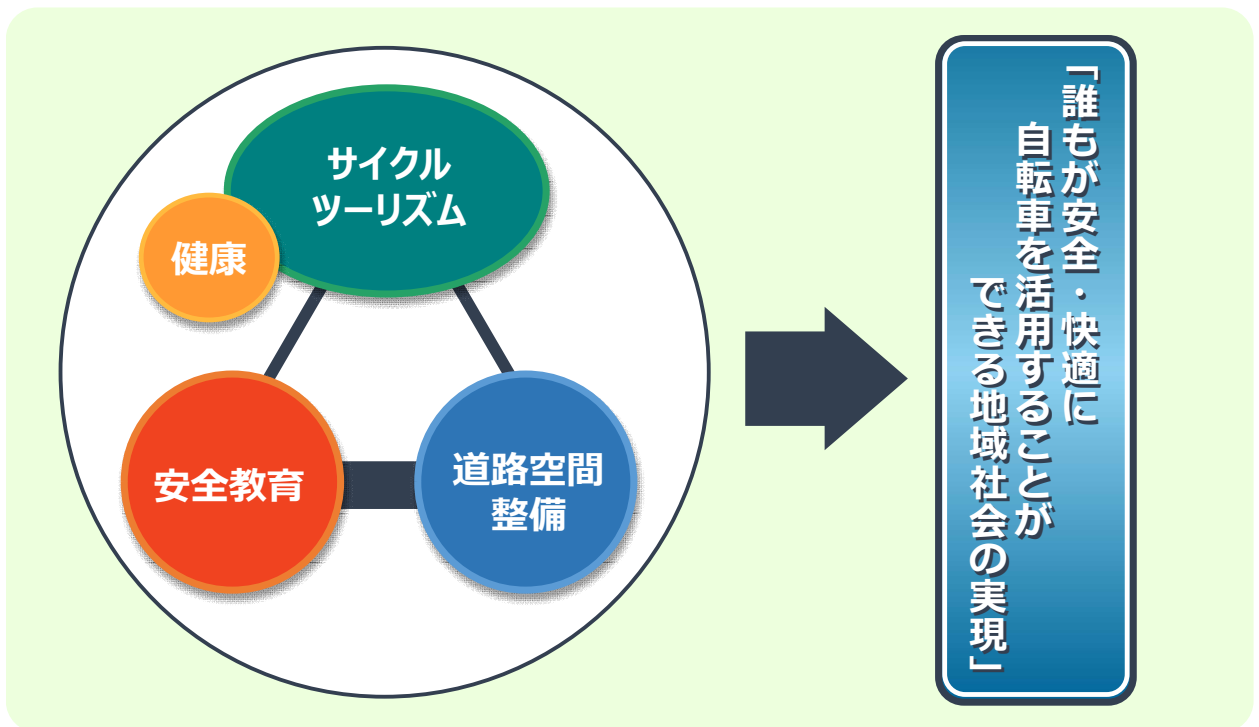 サイクル
ツーリズム
健康
安全教育
道路空間
整備
「誰もが安全・快適に
自転車を活用することが
できる地域社会の実現」